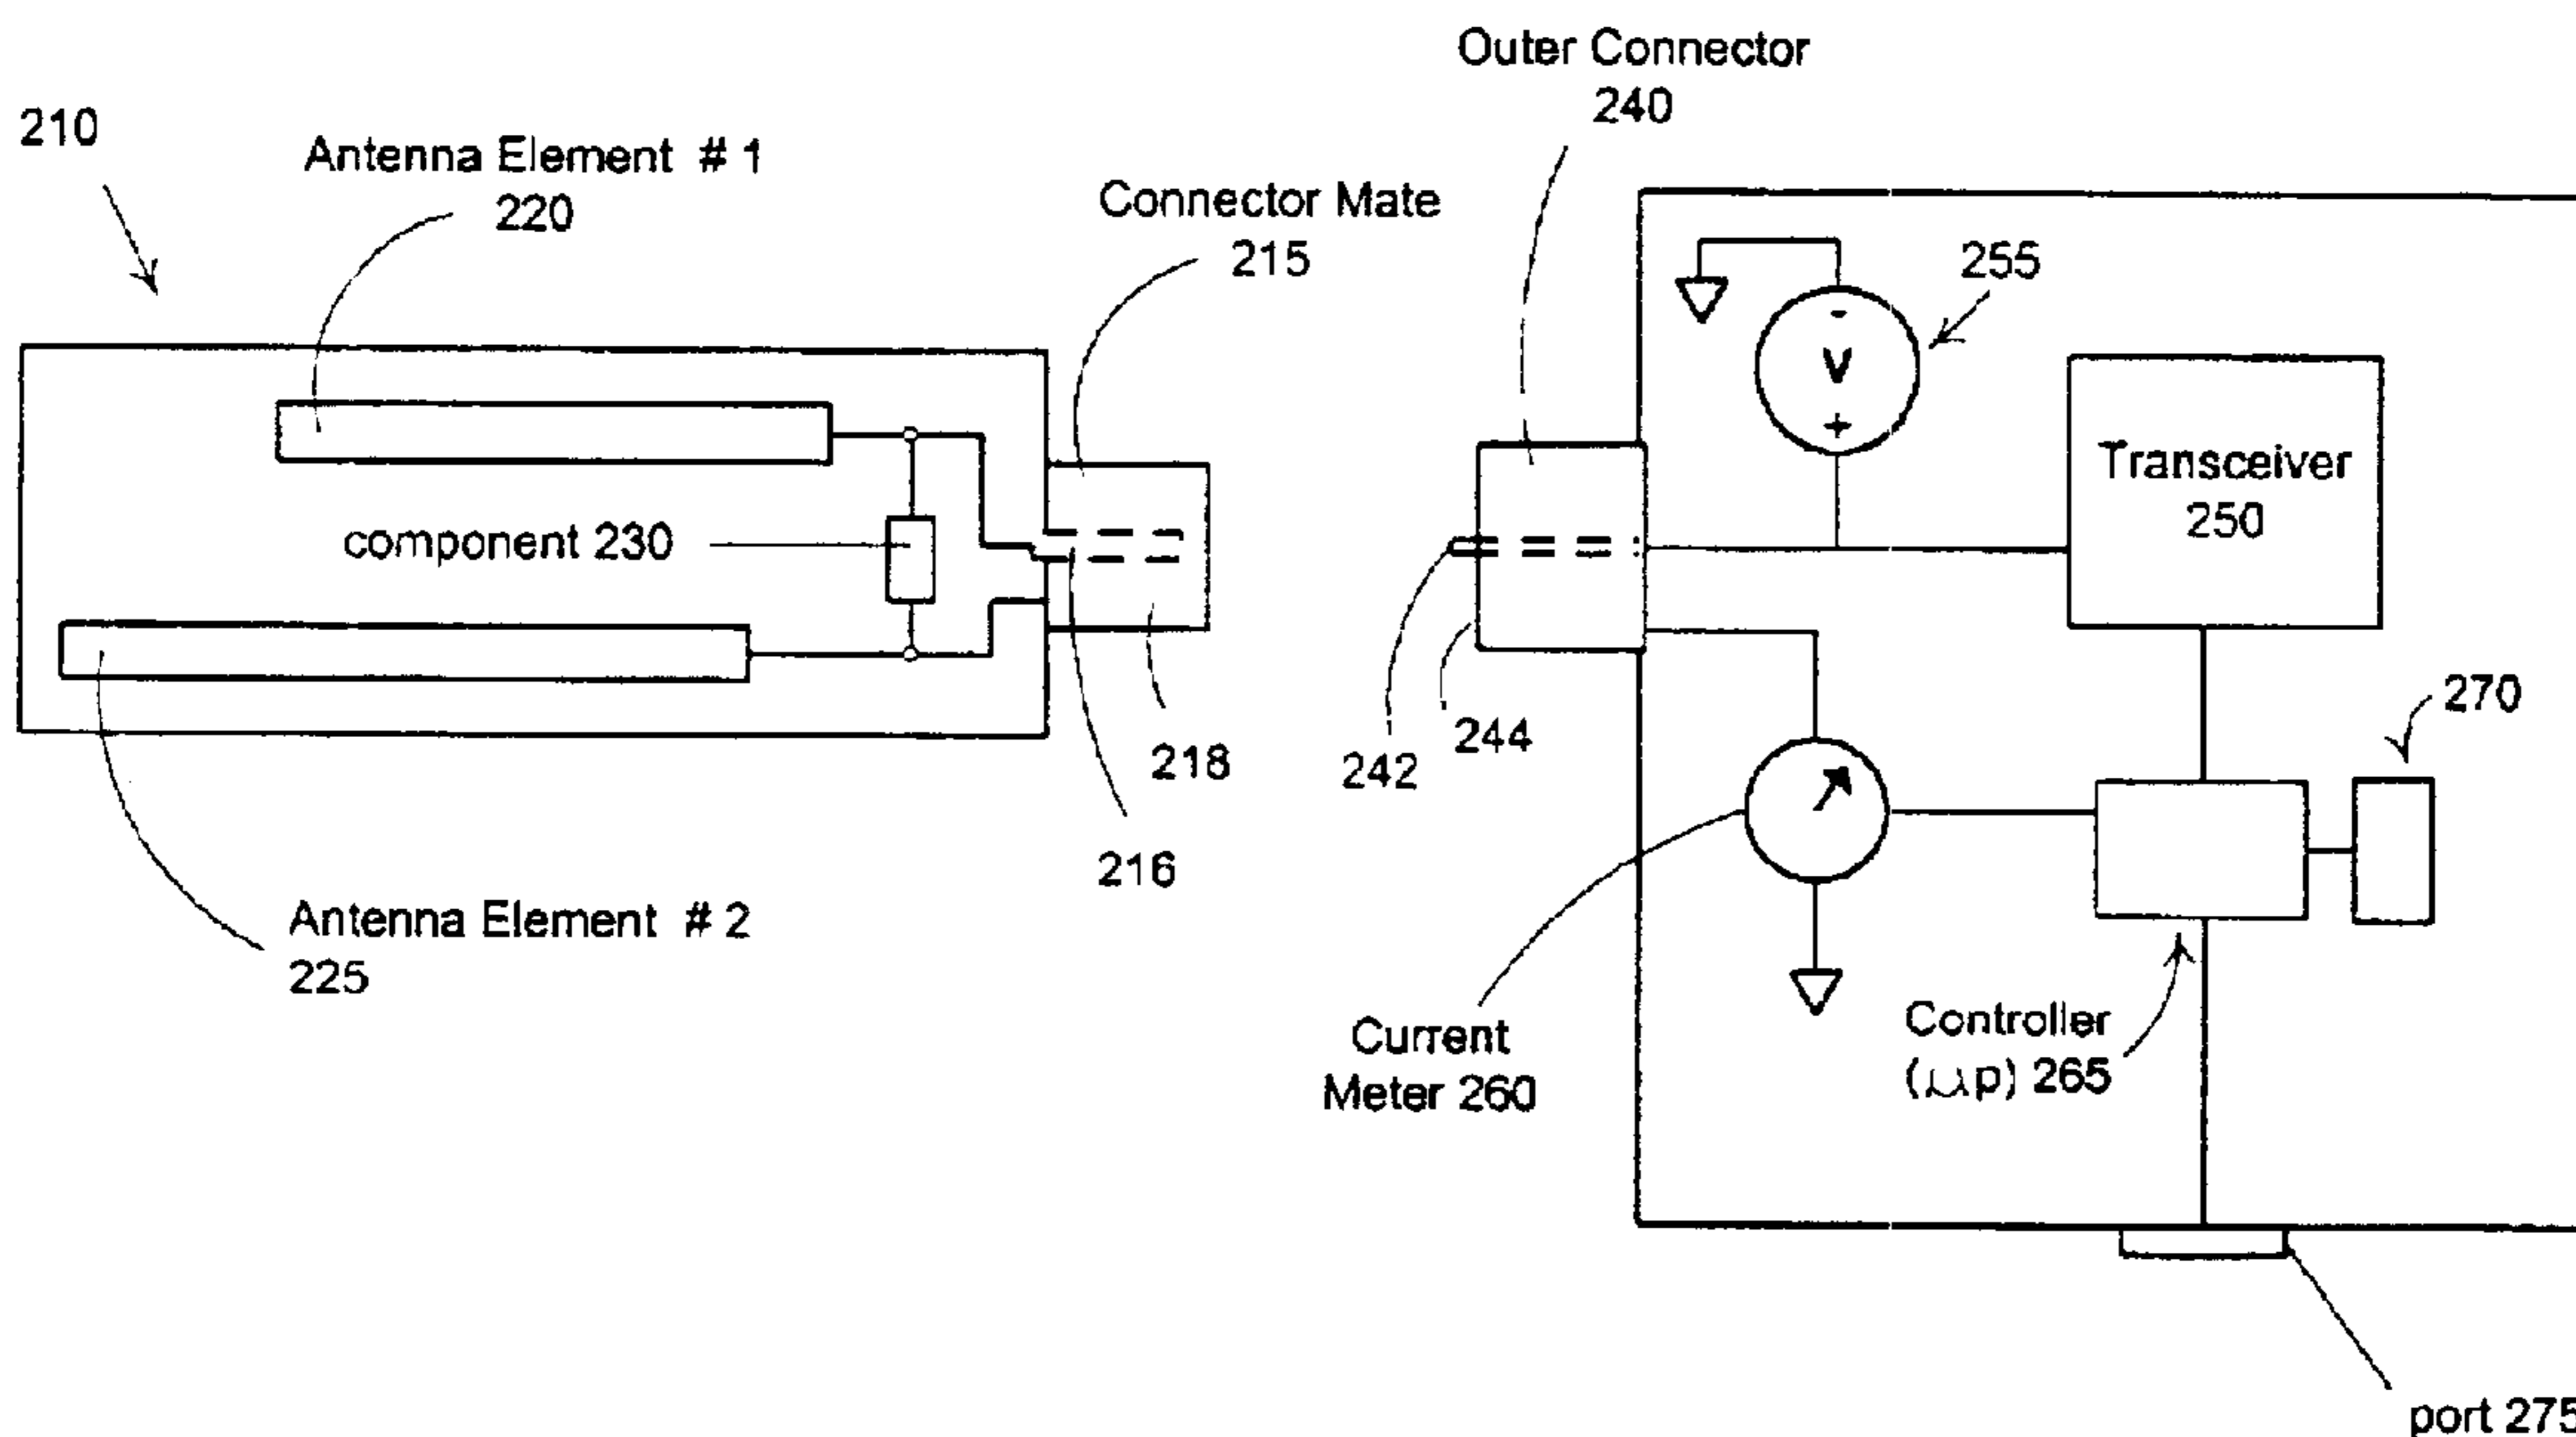 Outer Connector
240
210
Antenna Element # 1
220
Connector Mate
215
255
-
V
+
Transceiver
250
component 230
270
244
242
218
216
Antenna Element # 2
225
Current
Meter 260
Controller
(μp) 265
port 275